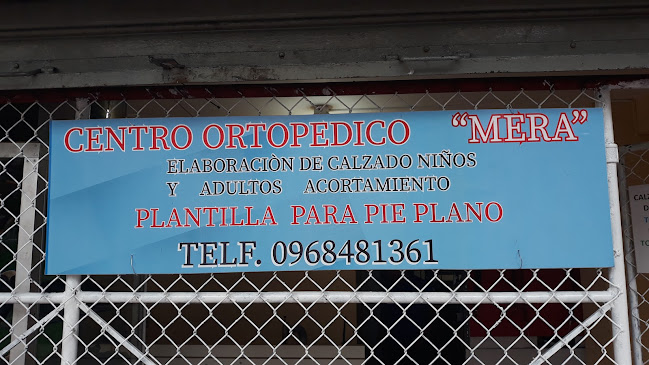 CENTRO ORTOPEDICO “MERA”
ELABORACIÒN DE CALZADO NIÑOS
Y ADULTOS ACORTAMIENTO
PLANTILLA PARA PIE PLANO
TELF. 0968481361